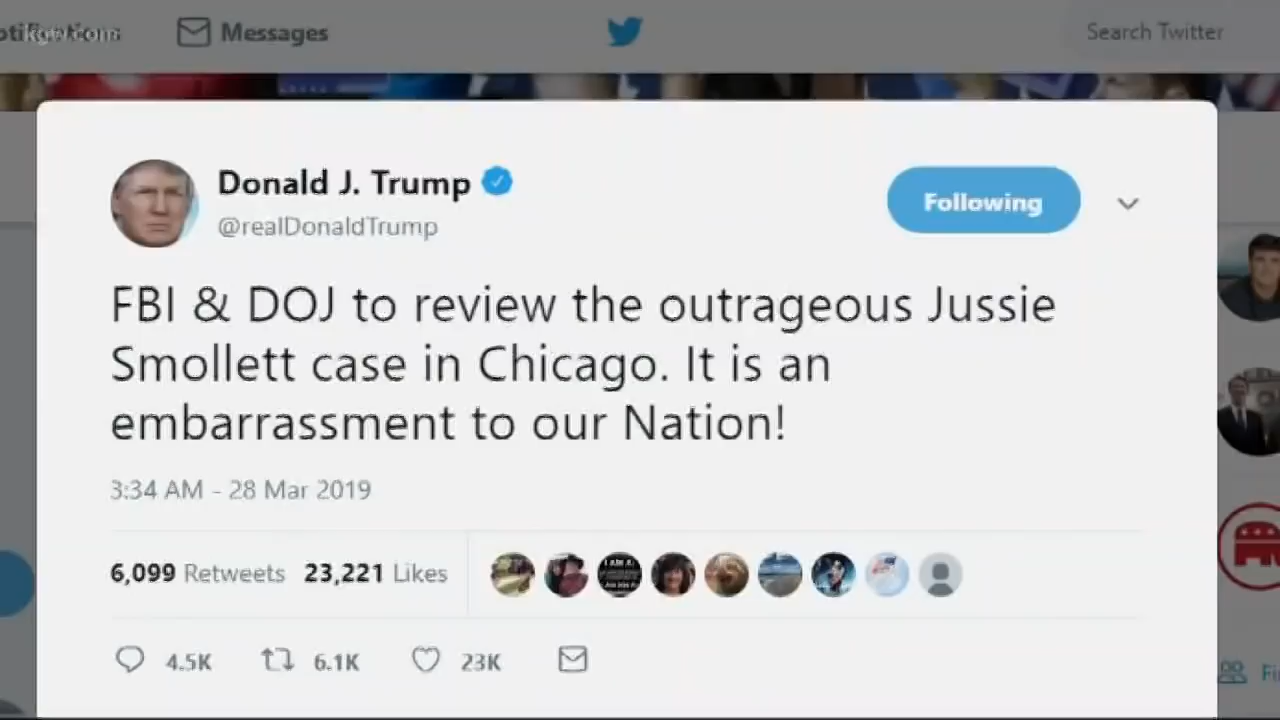 kgw.com
Messages
Search Twitter
Donald J. Trump
@realDonaldTrump
Following
FBI & DOJ to review the outrageous Jussie
Smollett case in Chicago. It is an
embarrassment to our Nation!
3:34 AM - 28 Mar 2019
6,099 Retweets 23,221 Likes
4.5K 6.1K 23K